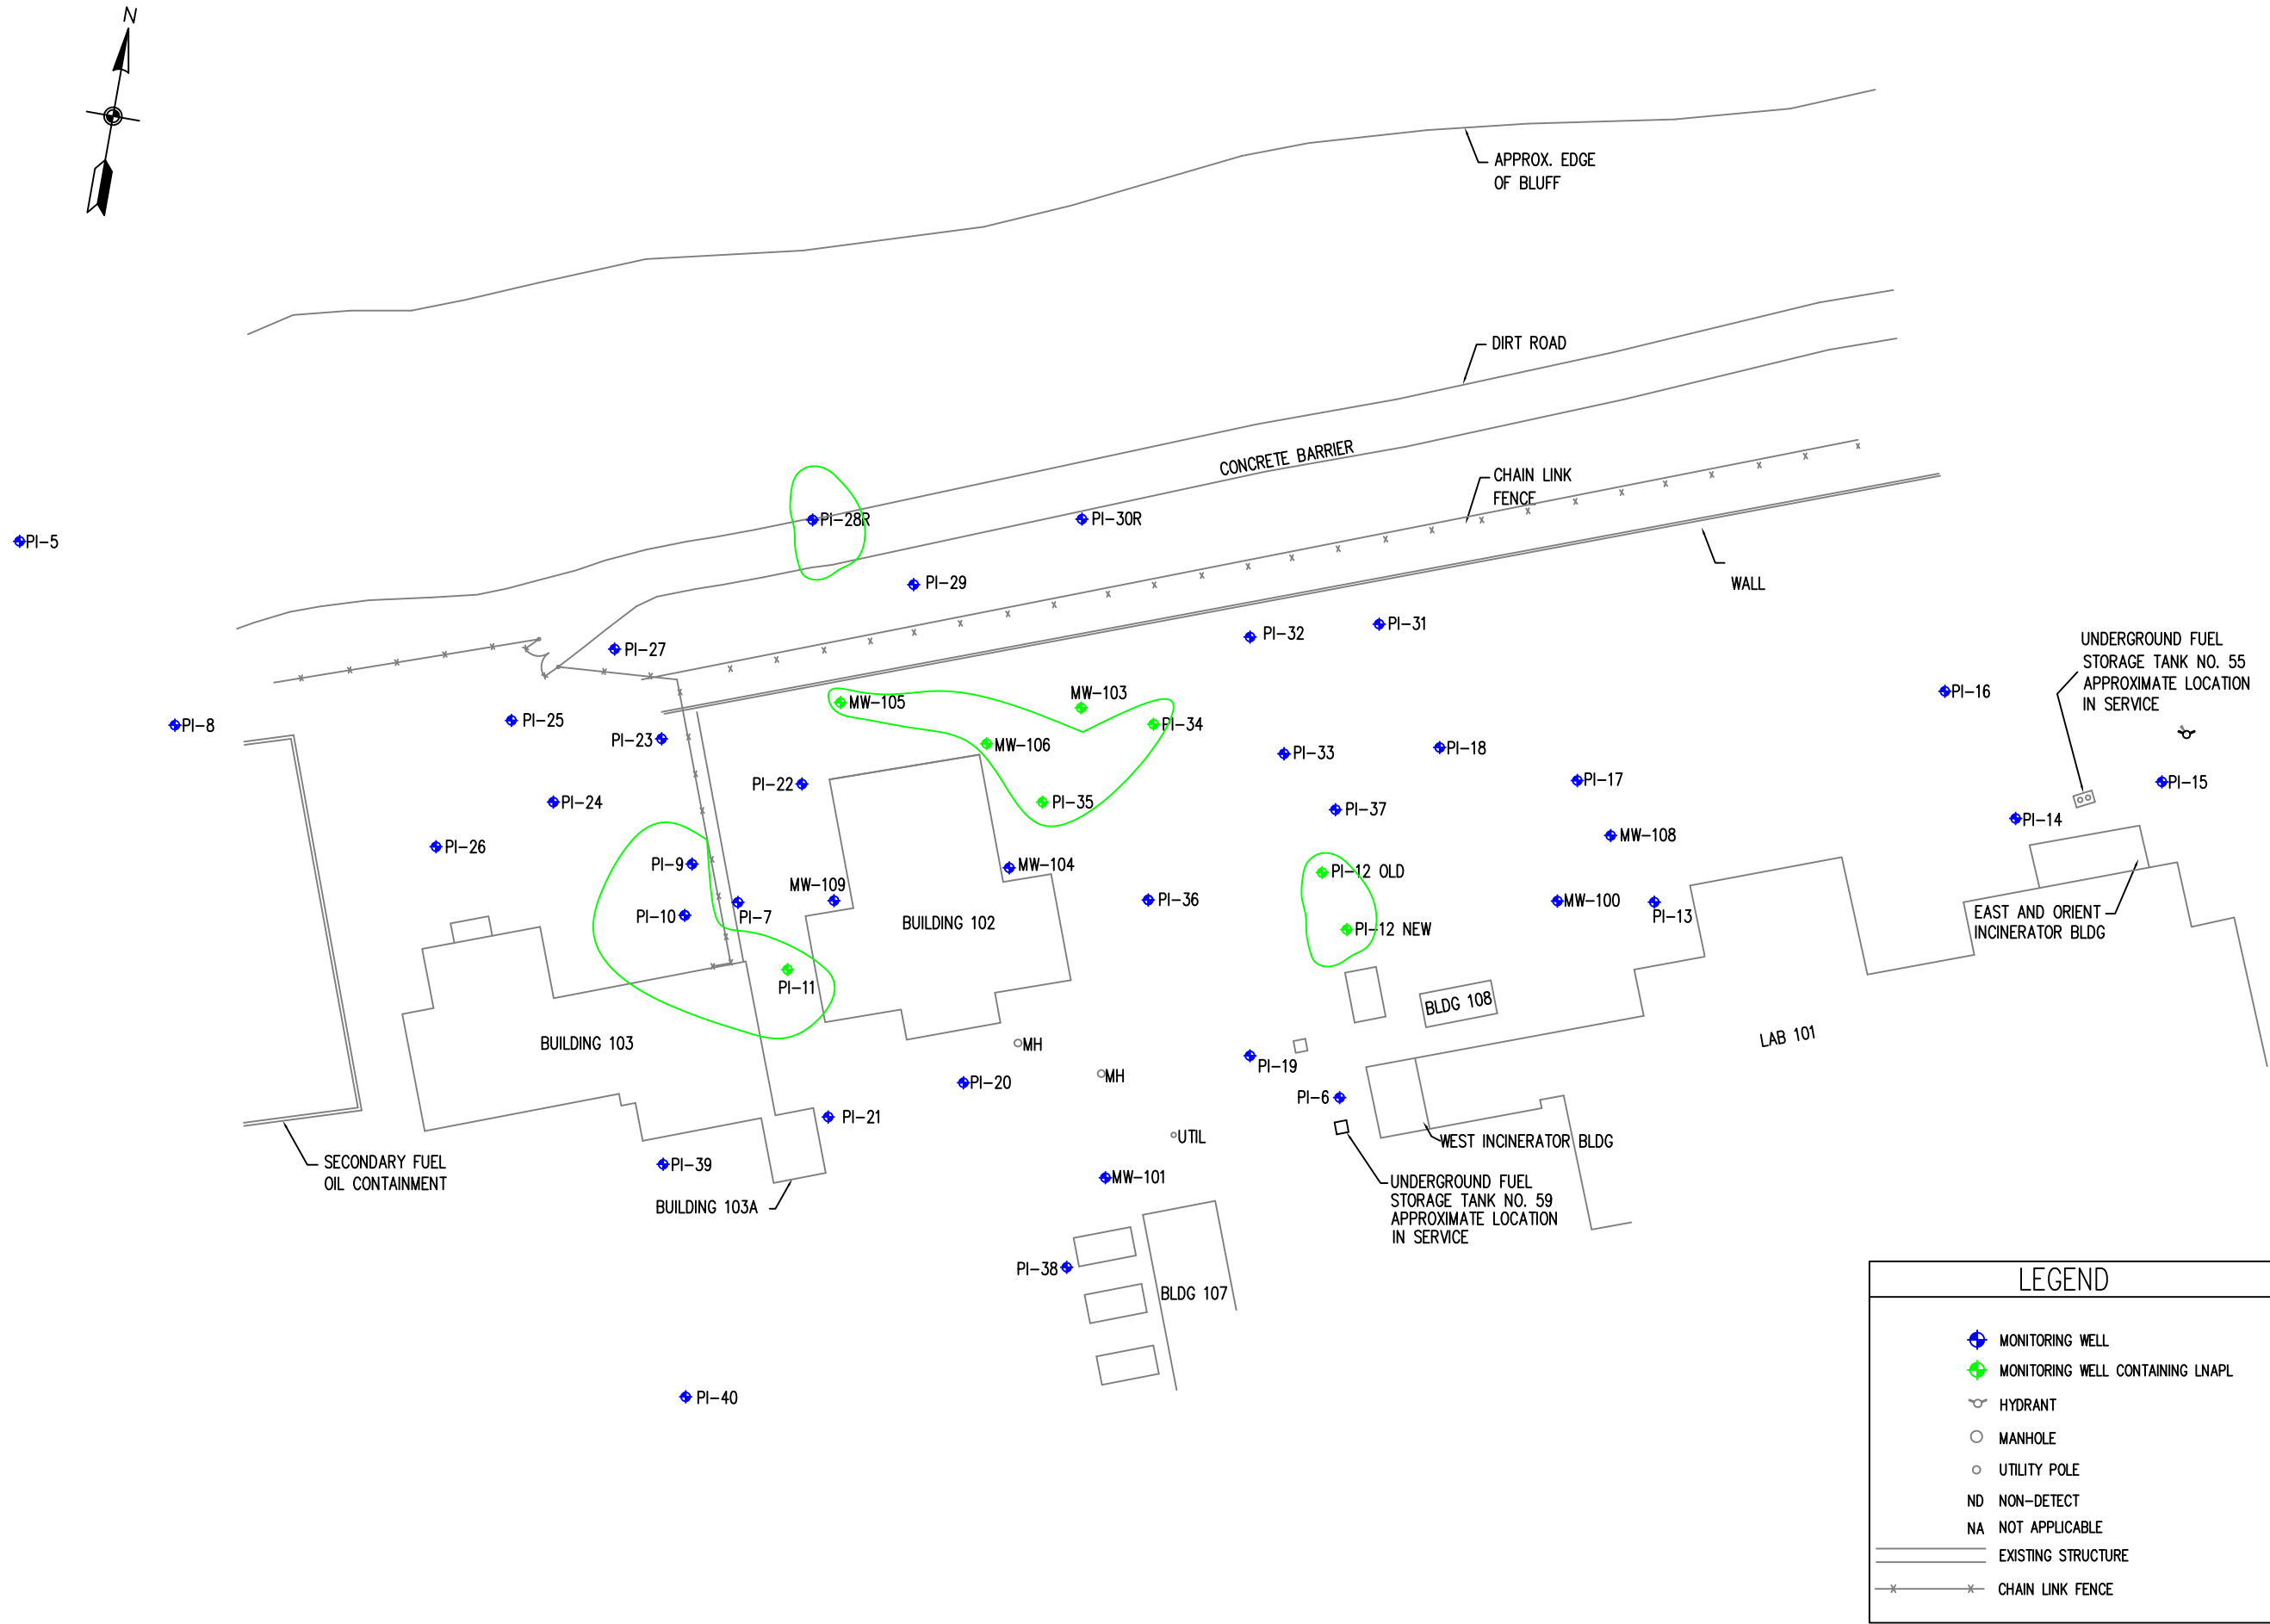 N
APPROX. EDGE
OF BLUFF
DIRT ROAD
CONCRETE BARRIER
CHAIN LINK
FENCE
PI-28R
PI-30R
PI-5
PI-29
WALL
PI-31
PI-32
PI-27
UNDERGROUND FUEL
STORAGE TANK NO. 55
APPROXIMATE LOCATION
IN SERVICE
MW-103
PI-16
MW-105
PI-25
PI-8
PI-34
PI-23
MW-106
PI-33
PI-18
PI-17
PI-15
PI-22
PI-24
PI-35
PI-37
PI-14
MW-108
PI-26
PI-9
MW-104
PI-12 OLD
MW-109
PI-36
MW-100
PI-10
PI-7
PI-13
EAST AND ORIENT
INCINERATOR BLDG
BUILDING 102
PI-12 NEW
PI-11
BLDG 108
LAB 101
BUILDING 103
MH
PI-19
MH
PI-20
PI-6
PI-21
UTIL
WEST INCINERATOR BLDG
SECONDARY FUEL
OIL CONTAINMENT
PI-39
MW-101
UNDERGROUND FUEL
STORAGE TANK NO. 59
APPROXIMATE LOCATION
IN SERVICE
BUILDING 103A
PI-38
BLDG 107
PI-40
LEGEND
MONITORING WELL
MONITORING WELL CONTAINING LNAPL
HYDRANT
MANHOLE
UTILITY POLE
ND NON-DETECT
NA NOT APPLICABLE
EXISTING STRUCTURE
CHAIN LINK FENCE